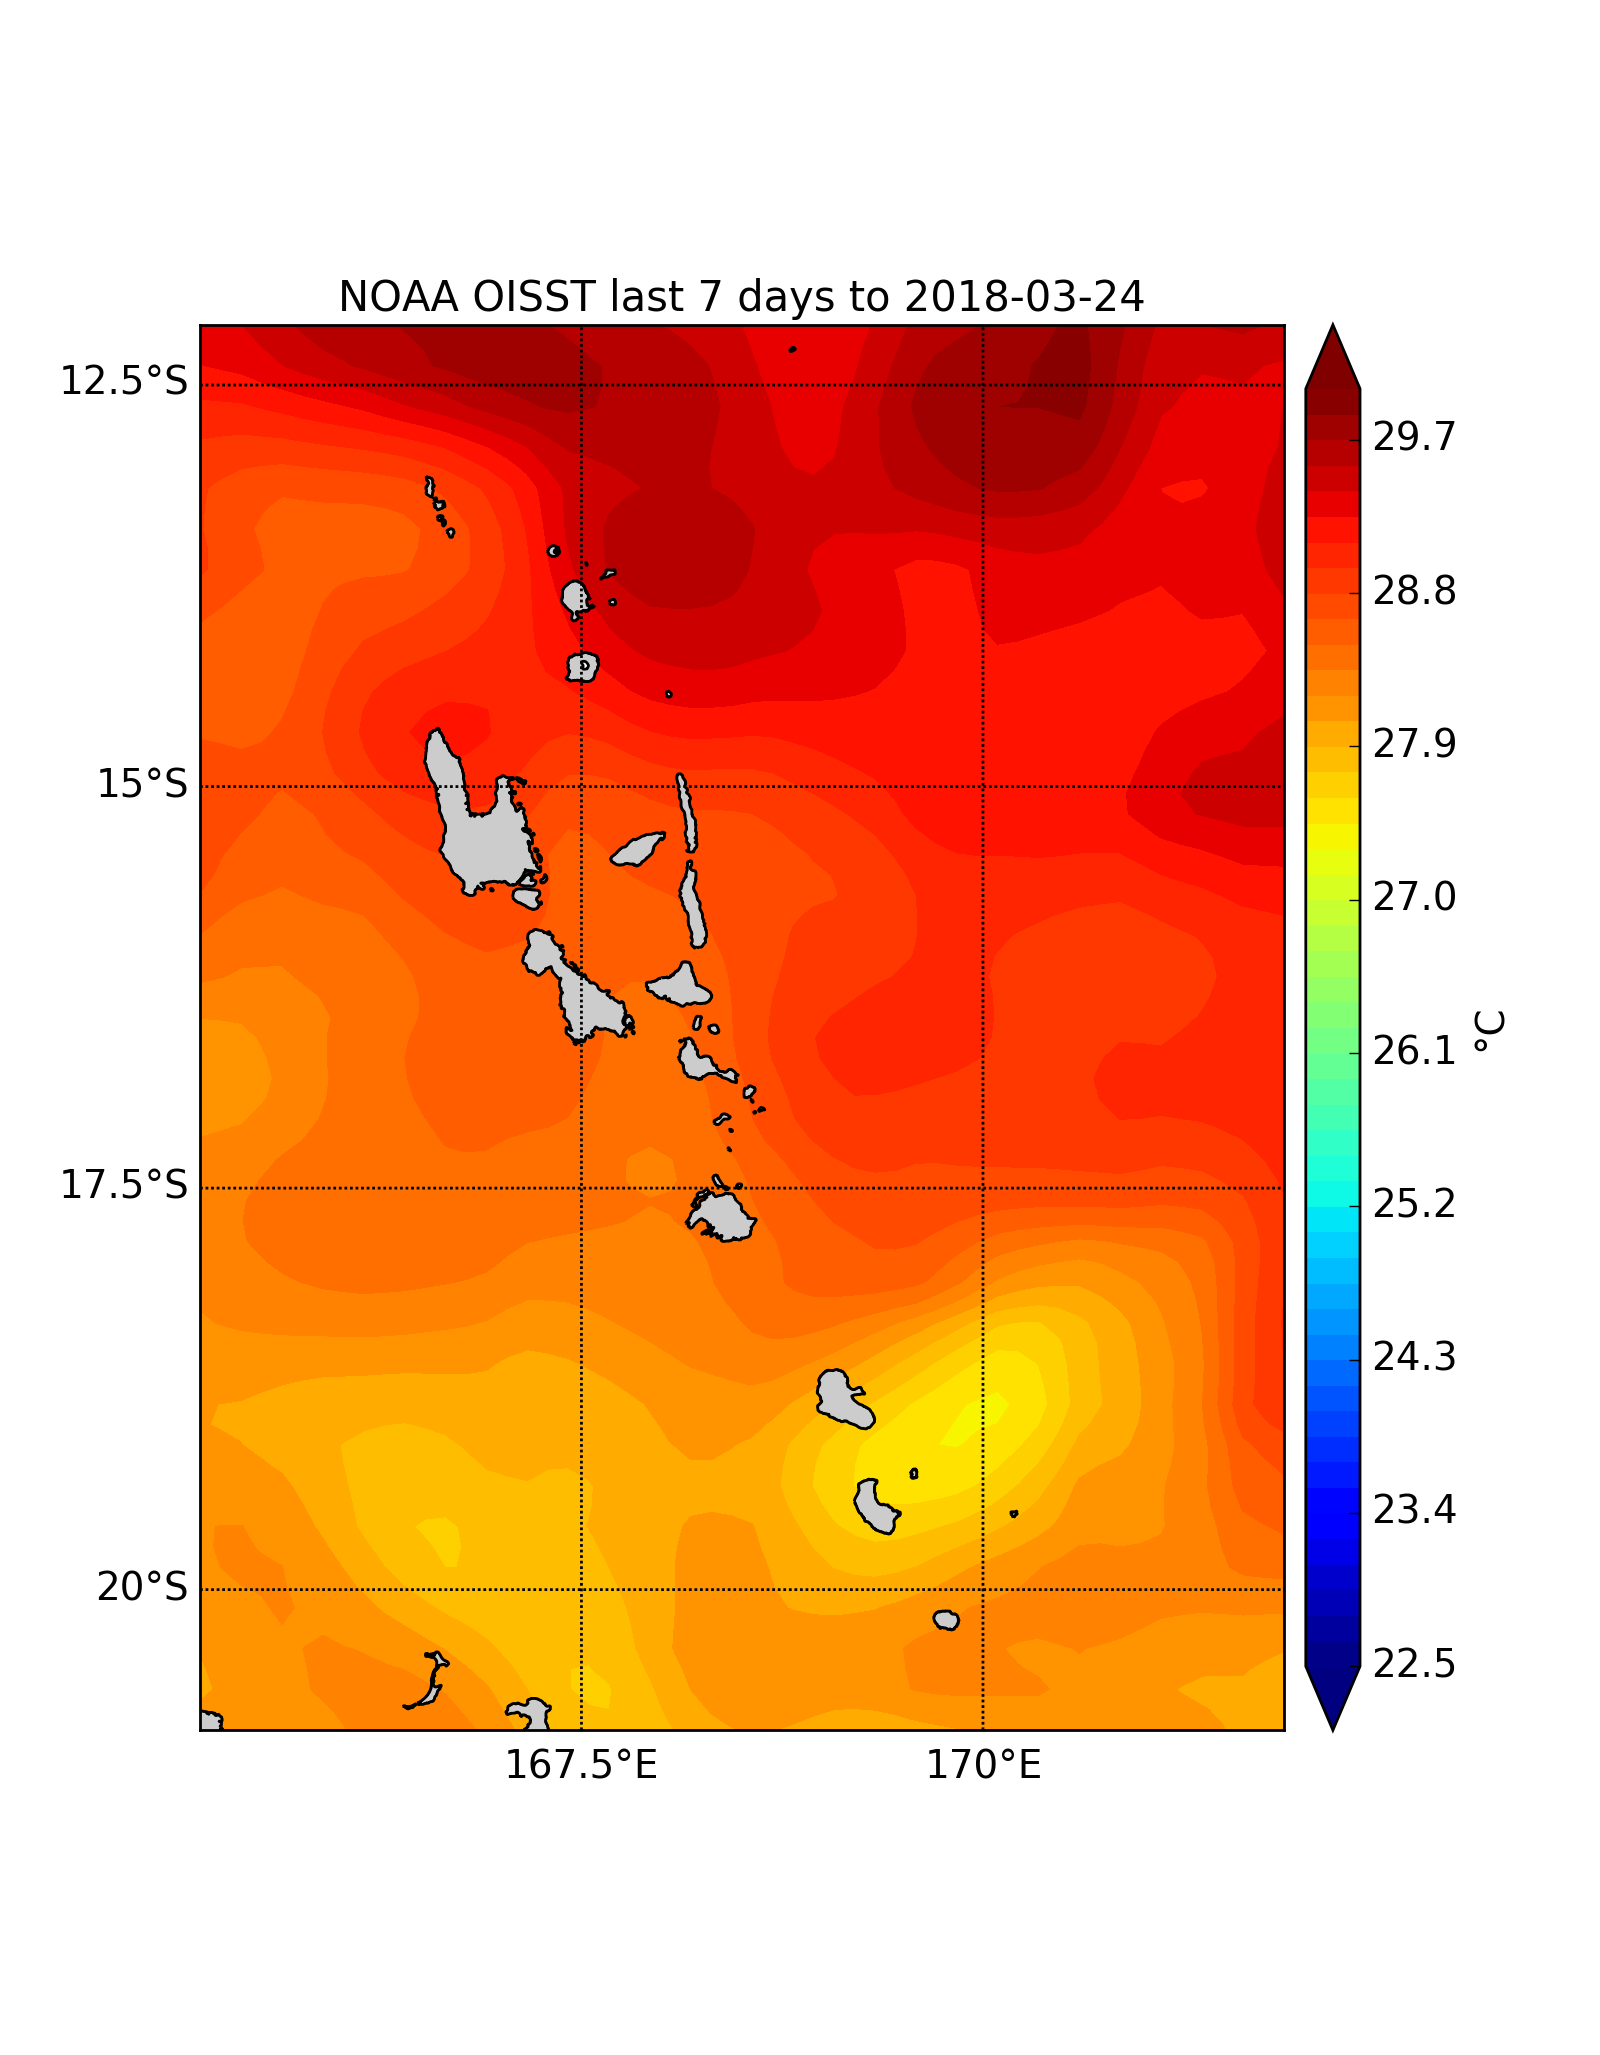 NOAA OISST last 7 days to 2018-03-24
12.5°S
15°S
17.5°S
20°S
167.5°E
170°E
29.7
28.8
27.9
27.0
26.1
25.2
24.3
23.4
22.5
°C